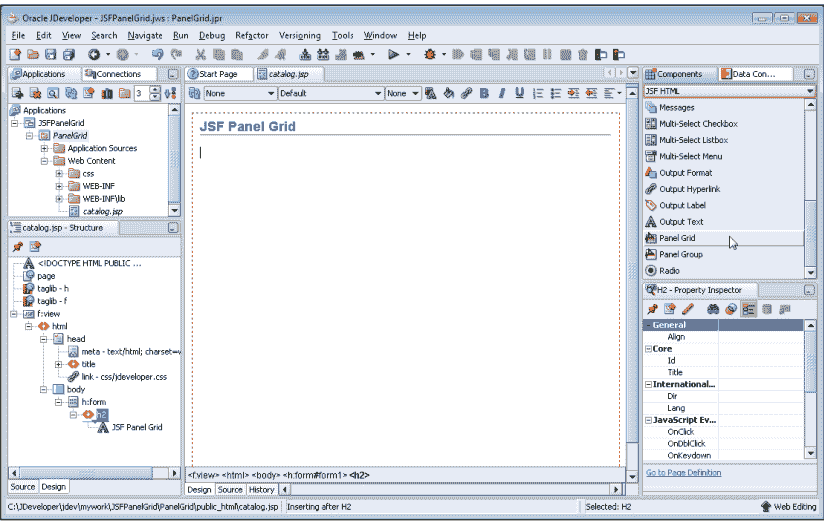 Oracle JDeveloper - JSFPanelGrid.jws : PanelGrid.jpr
File Edit View Search Navigate Run Debug Refactor Versioning Tools Window Help
Applications Connections
Start Page catalog.jsp
Components Data Con...
3
None Default None
JSF HTML
Applications
JSFPanelGrid
PanelGrid
Application Sources
Web Content
css
WEB-INF
WEB-INF\lib
catalog.jsp
catalog.jsp - Structure
<!DOCTYPE HTML PUBLIC ...
page
taglib - h
taglib - f
f:view
html
head
meta - text/html; charset=
title
link - css/jdeveloper.css
body
h:form
h2
JSF Panel Grid
Source Design
JSF Panel Grid
<f:view> <html> <body> <h:form#form1> <h2>
Design Source History
Messages
Multi-Select Checkbox
Multi-Select Listbox
Multi-Select Menu
Output Format
Output Hyperlink
Output Label
Output Text
Panel Grid
Panel Group
Radio
H2 - Property Inspector
General
Align
Core
Id
Title
International...
Dir
Lang
JavaScript Ev...
OnClick
OnDblClick
OnKeydown
Go to Page Definition
C:\JDeveloper\jdev\mywork\JSFPanelGrid\PanelGrid\public_html\catalog.jsp Inserting after H2 Selected: H2 Web Editing